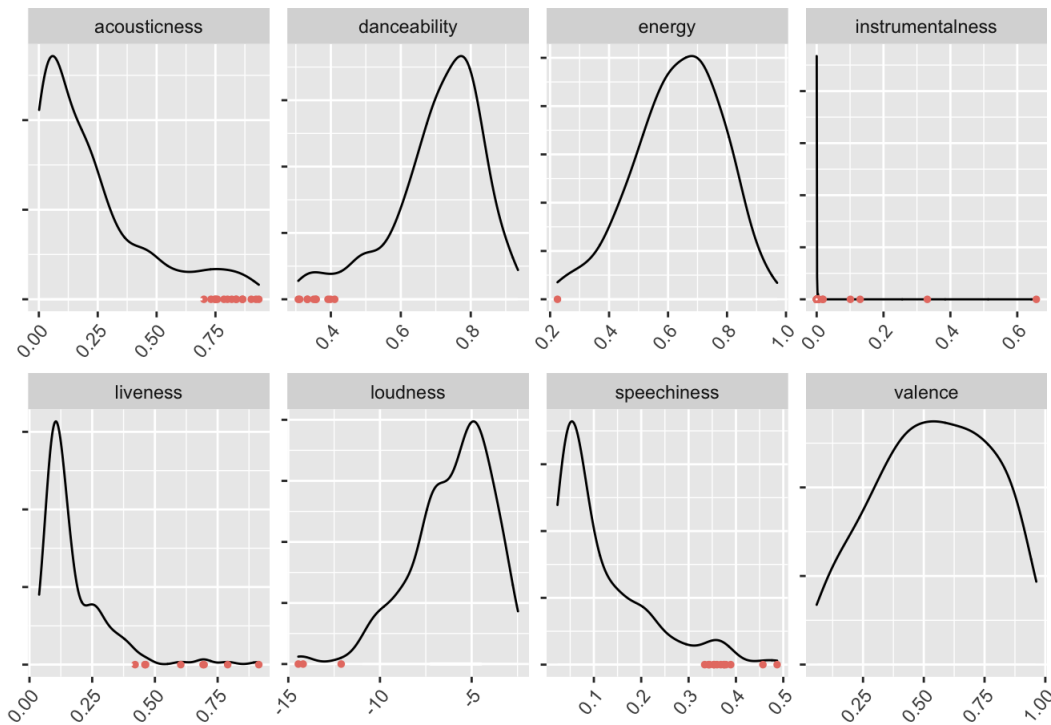 acousticness danceability energy instrumentalness
0.00 0.25 0.50 0.75 0.4 0.6 0.8 0.2 0.4 0.6 0.8 1.0 0.0 0.2 0.4 0.6
liveness loudness speechiness valence
0.00 0.25 0.50 0.75 -15 -10 -5 0.1 0.2 0.3 0.4 0.5 0.25 0.50 0.75 1.00